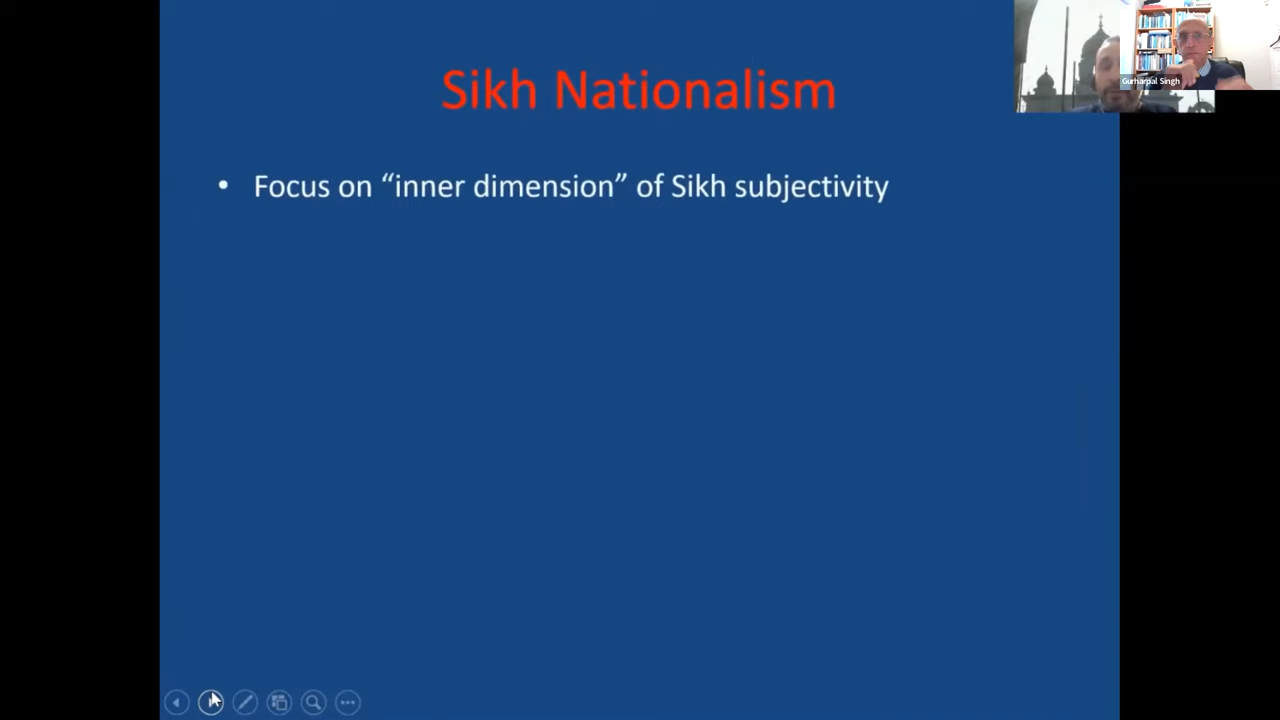 Sikh Nationalism
• Focus on “inner dimension” of Sikh subjectivity
Gurharpal Singh